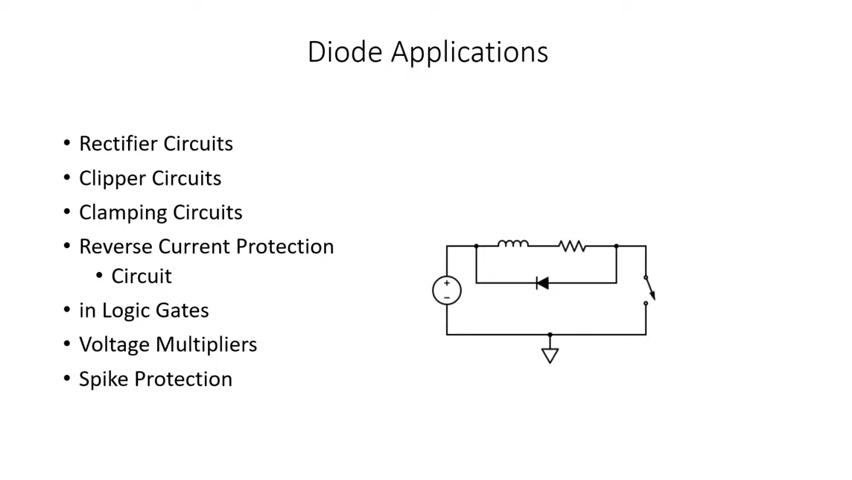 Diode Applications
• Rectifier Circuits
• Clipper Circuits
• Clamping Circuits
• Reverse Current Protection
• Circuit
• in Logic Gates
• Voltage Multipliers
• Spike Protection
+
−